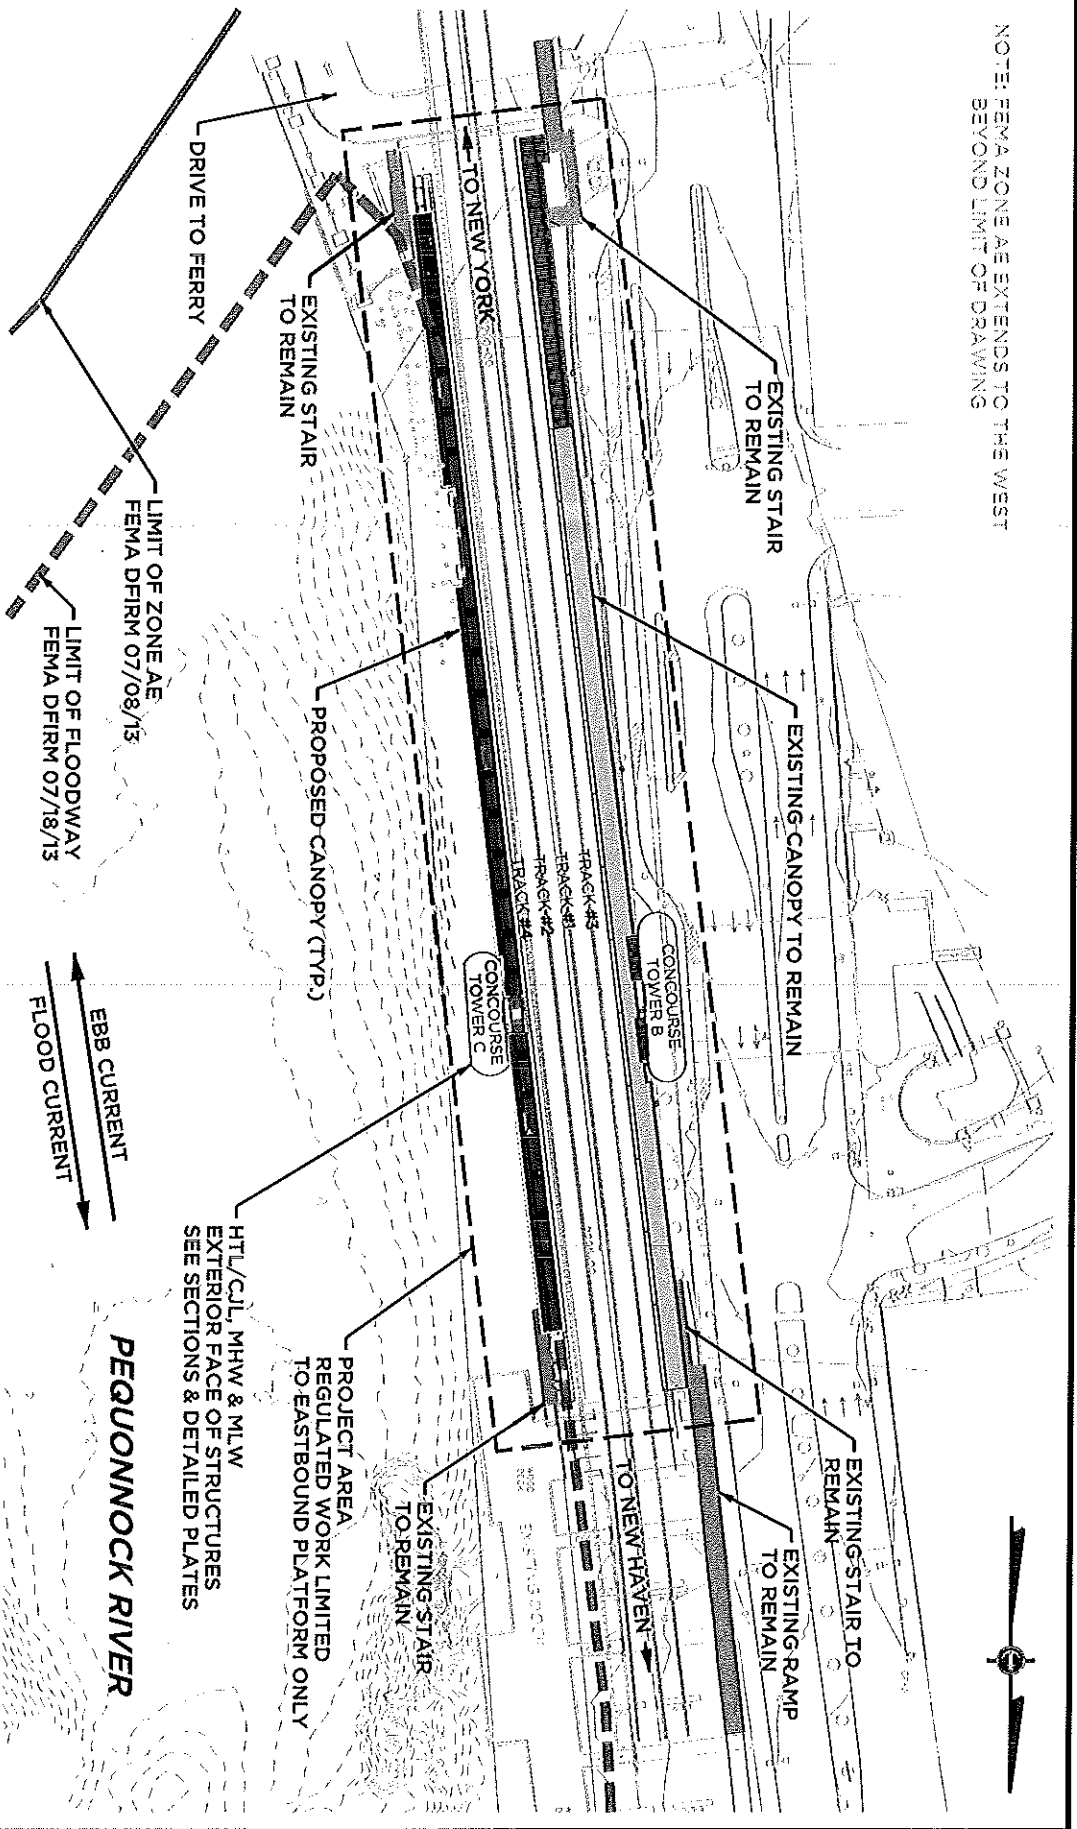 NOTE: FEMA ZONE AE EXTENDS TO THE WEST
BEYOND LIMIT OF DRAWING
EXISTING STAIR
TO REMAIN
EXISTING CANOPY TO REMAIN
EXISTING STAIR TO
REMAIN
EXISTING RAMP
TO REMAIN
TO NEW YORK
TO NEW HAVEN
CONCOURSE
TOWER B
TRACK #3
TRACK #1
TRACK #2
TRACK #4
CONCOURSE
TOWER C
DRIVE TO FERRY
EXISTING STAIR
TO REMAIN
PROPOSED CANOPY (TYP.)
EXISTING STAIR
TO REMAIN
PROJECT AREA
REGULATED WORK LIMITED
TO EASTBOUND PLATFORM ONLY
HTL/CJL, MHW & MLW
EXTERIOR FACE OF STRUCTURES
SEE SECTIONS & DETAILED PLATES
LIMIT OF ZONE AE
FEMA DFIRM 07/08/13
LIMIT OF FLOODWAY
FEMA DFIRM 07/18/13
EBB CURRENT
FLOOD CURRENT
PEQUONNOCK RIVER